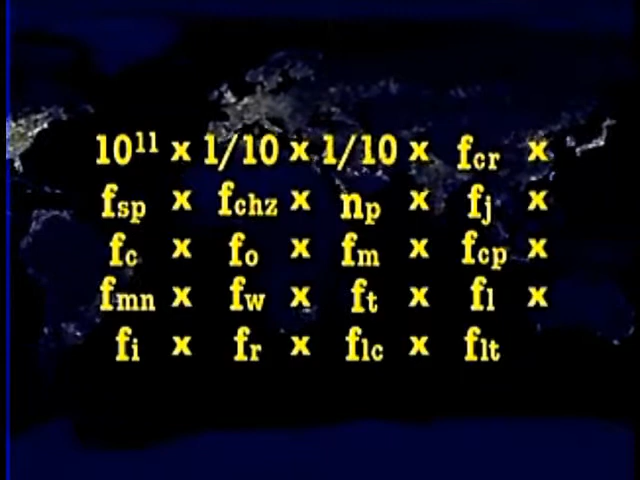 10¹¹ x 1/10 x 1/10 x fcr x
fsp x fchz x np x fj x
fc x fo x fm x fcp x
fmn x fw x ft x fl x
fi x fr x flc x flt